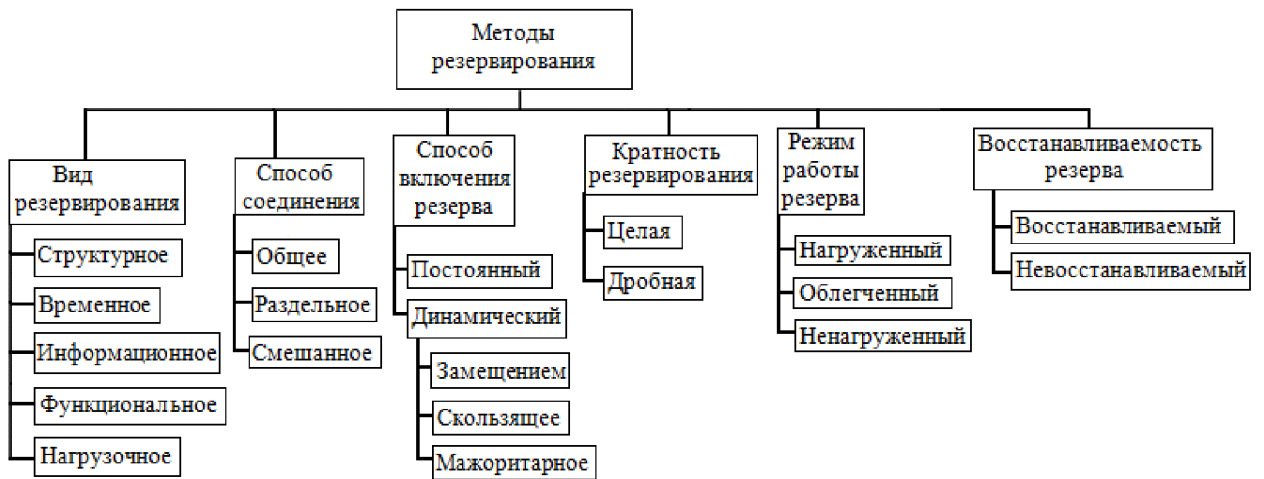 Методы
резервирования
Вид
резервирования
Структурное
Временное
Информационное
Функциональное
Нагрузочное
Способ
соединения
Общее
Раздельное
Смешанное
Способ
включения
резерва
Постоянный
Динамический
Замещением
Скользящее
Мажоритарное
Кратность
резервирования
Целая
Дробная
Режим
работы
резерва
Нагруженный
Облегченный
Ненагруженный
Восстанавливаемость
резерва
Восстанавливаемый
Невосстанавливаемый